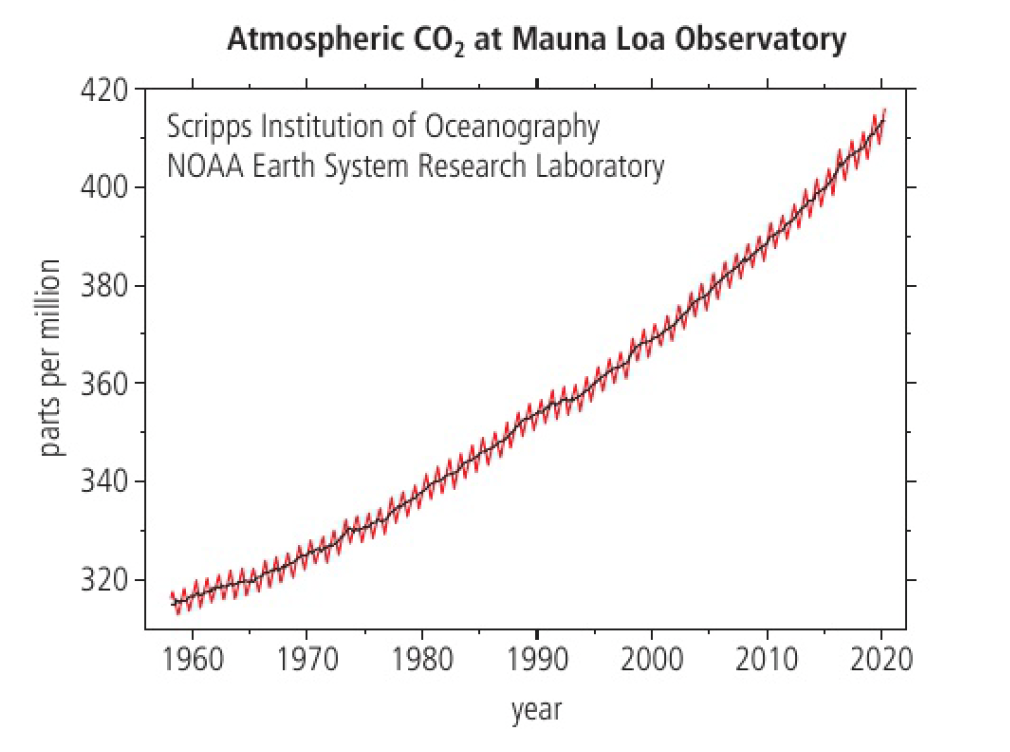 Atmospheric CO₂ at Mauna Loa Observatory
Scripps Institution of Oceanography
NOAA Earth System Research Laboratory
420
400
380
360
340
320
parts per million
1960 1970 1980 1990 2000 2010 2020
year